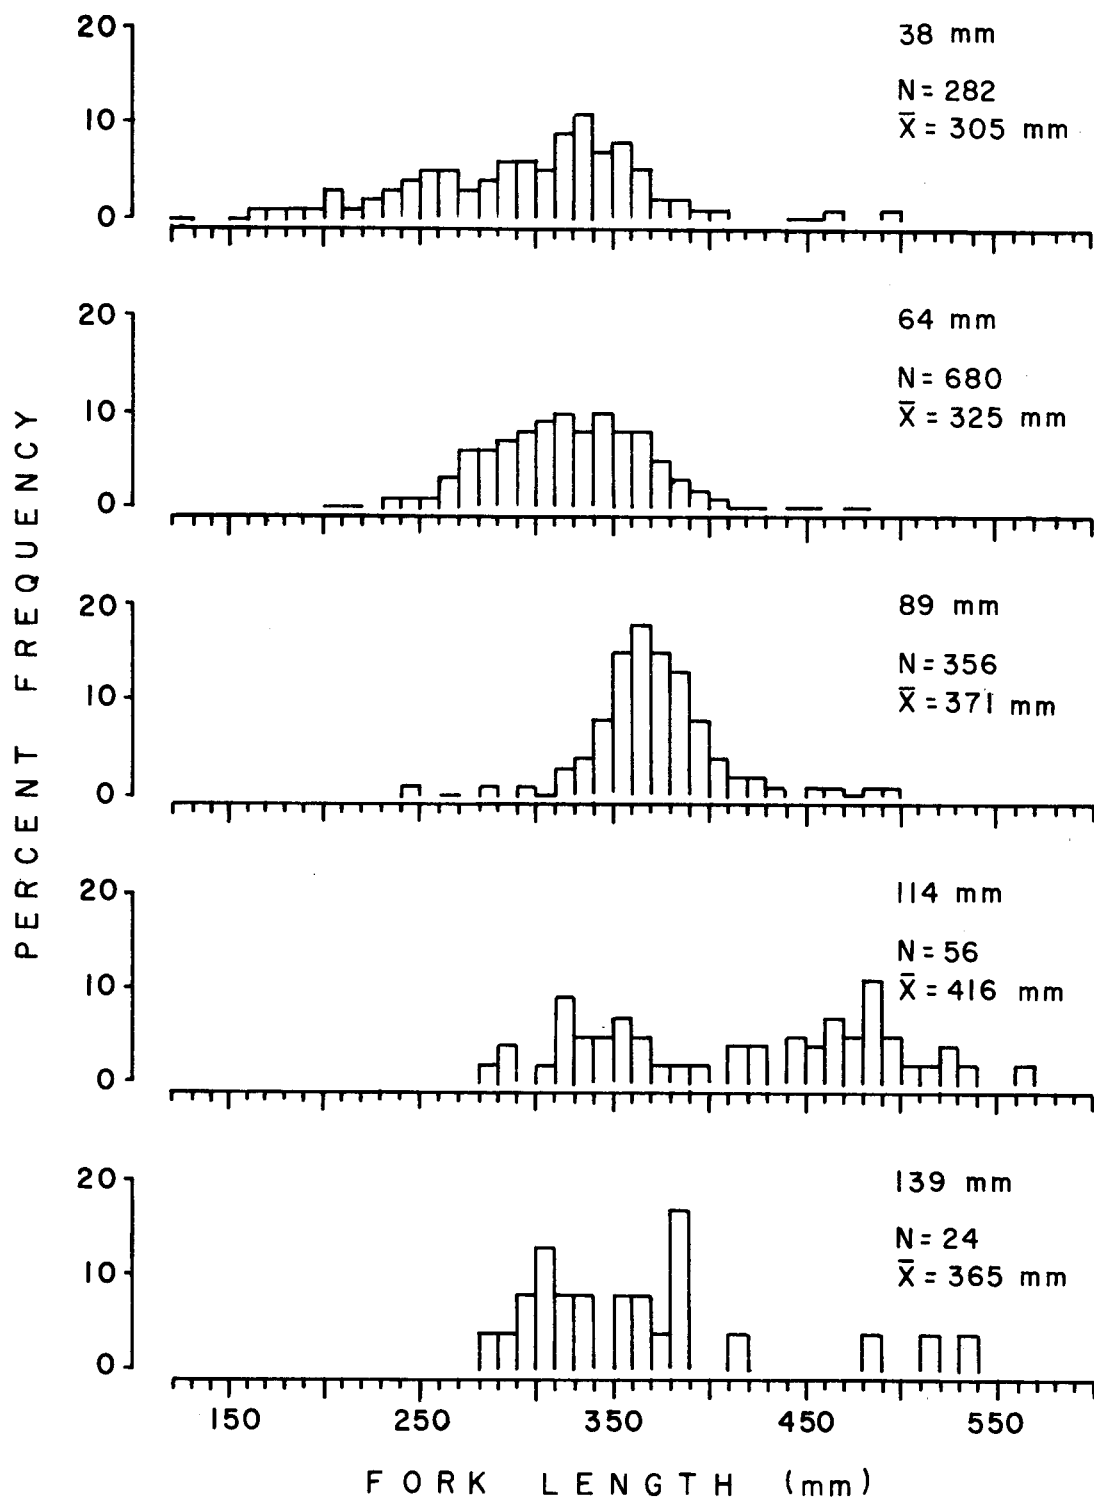 PERCENT FREQUENCY
20
10
0
38 mm
N= 282
X̄ = 305 mm
20
10
0
64 mm
N= 680
X̄ = 325 mm
20
10
0
89 mm
N= 356
X̄ = 371 mm
20
10
0
114 mm
N= 56
X̄ = 416 mm
20
10
0
139 mm
N= 24
X̄ = 365 mm
150 250 350 450 550
FORK LENGTH (mm)